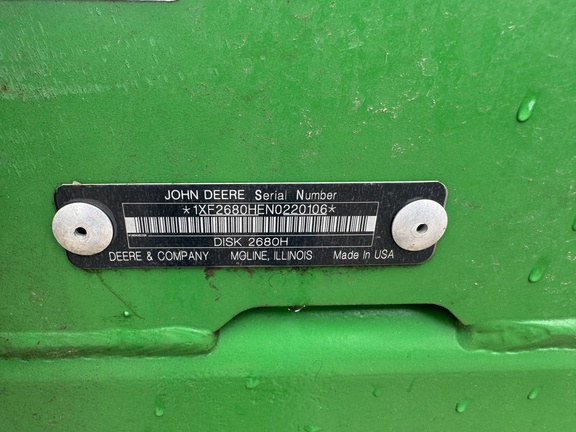 JOHN DEERE Serial Number
*1XF2680HEN0220106*
DISK 2680H
DEERE & COMPANY MOLINE, ILLINOIS Made In USA